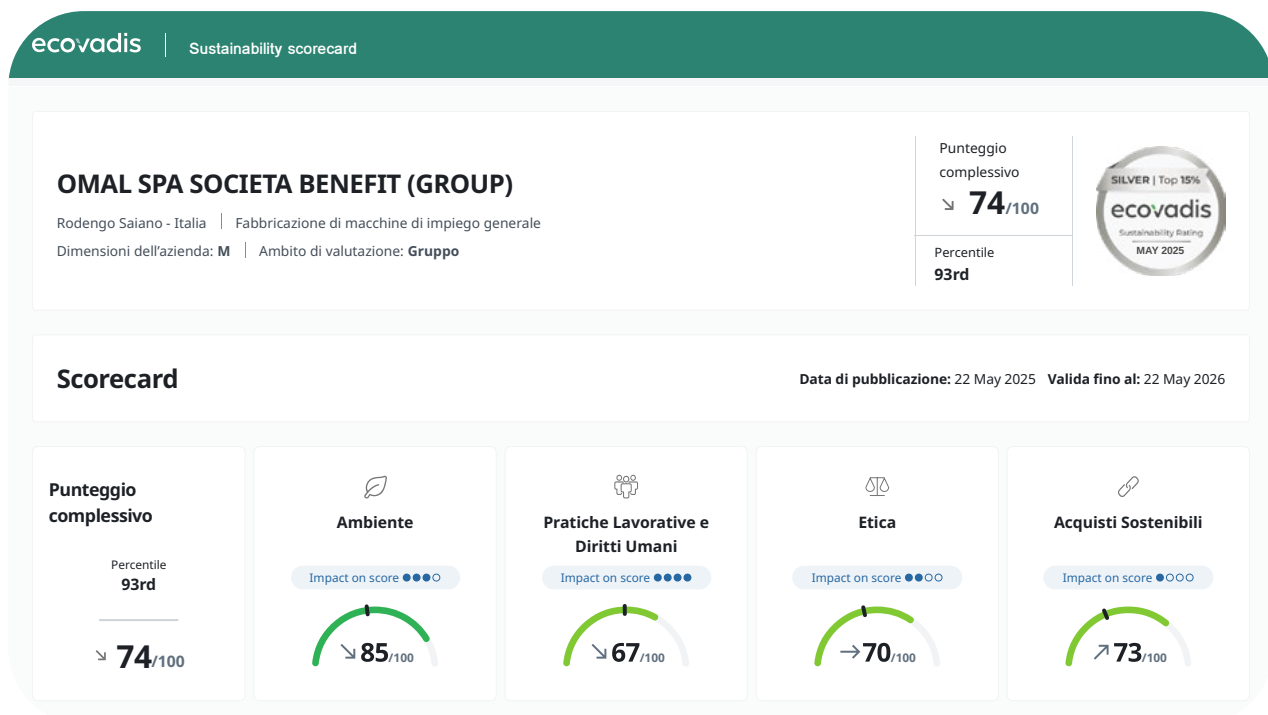 ecovadis
Sustainability scorecard
OMAL SPA SOCIETA BENEFIT (GROUP)
Rodengo Saiano - Italia
Fabbricazione di macchine di impiego generale
Dimensioni dell’azienda: M
Ambito di valutazione: Gruppo
Punteggio
complessivo
74/100
Percentile
93rd
SILVER | Top 15%
ecovadis
Sustainability Rating
MAY 2025
Scorecard
Data di pubblicazione: 22 May 2025 Valida fino al: 22 May 2026
Punteggio
complessivo
Percentile
93rd
74/100
Ambiente
Impact on score
85/100
Pratiche Lavorative e
Diritti Umani
Impact on score
67/100
Etica
Impact on score
70/100
Acquisti Sostenibili
Impact on score
73/100